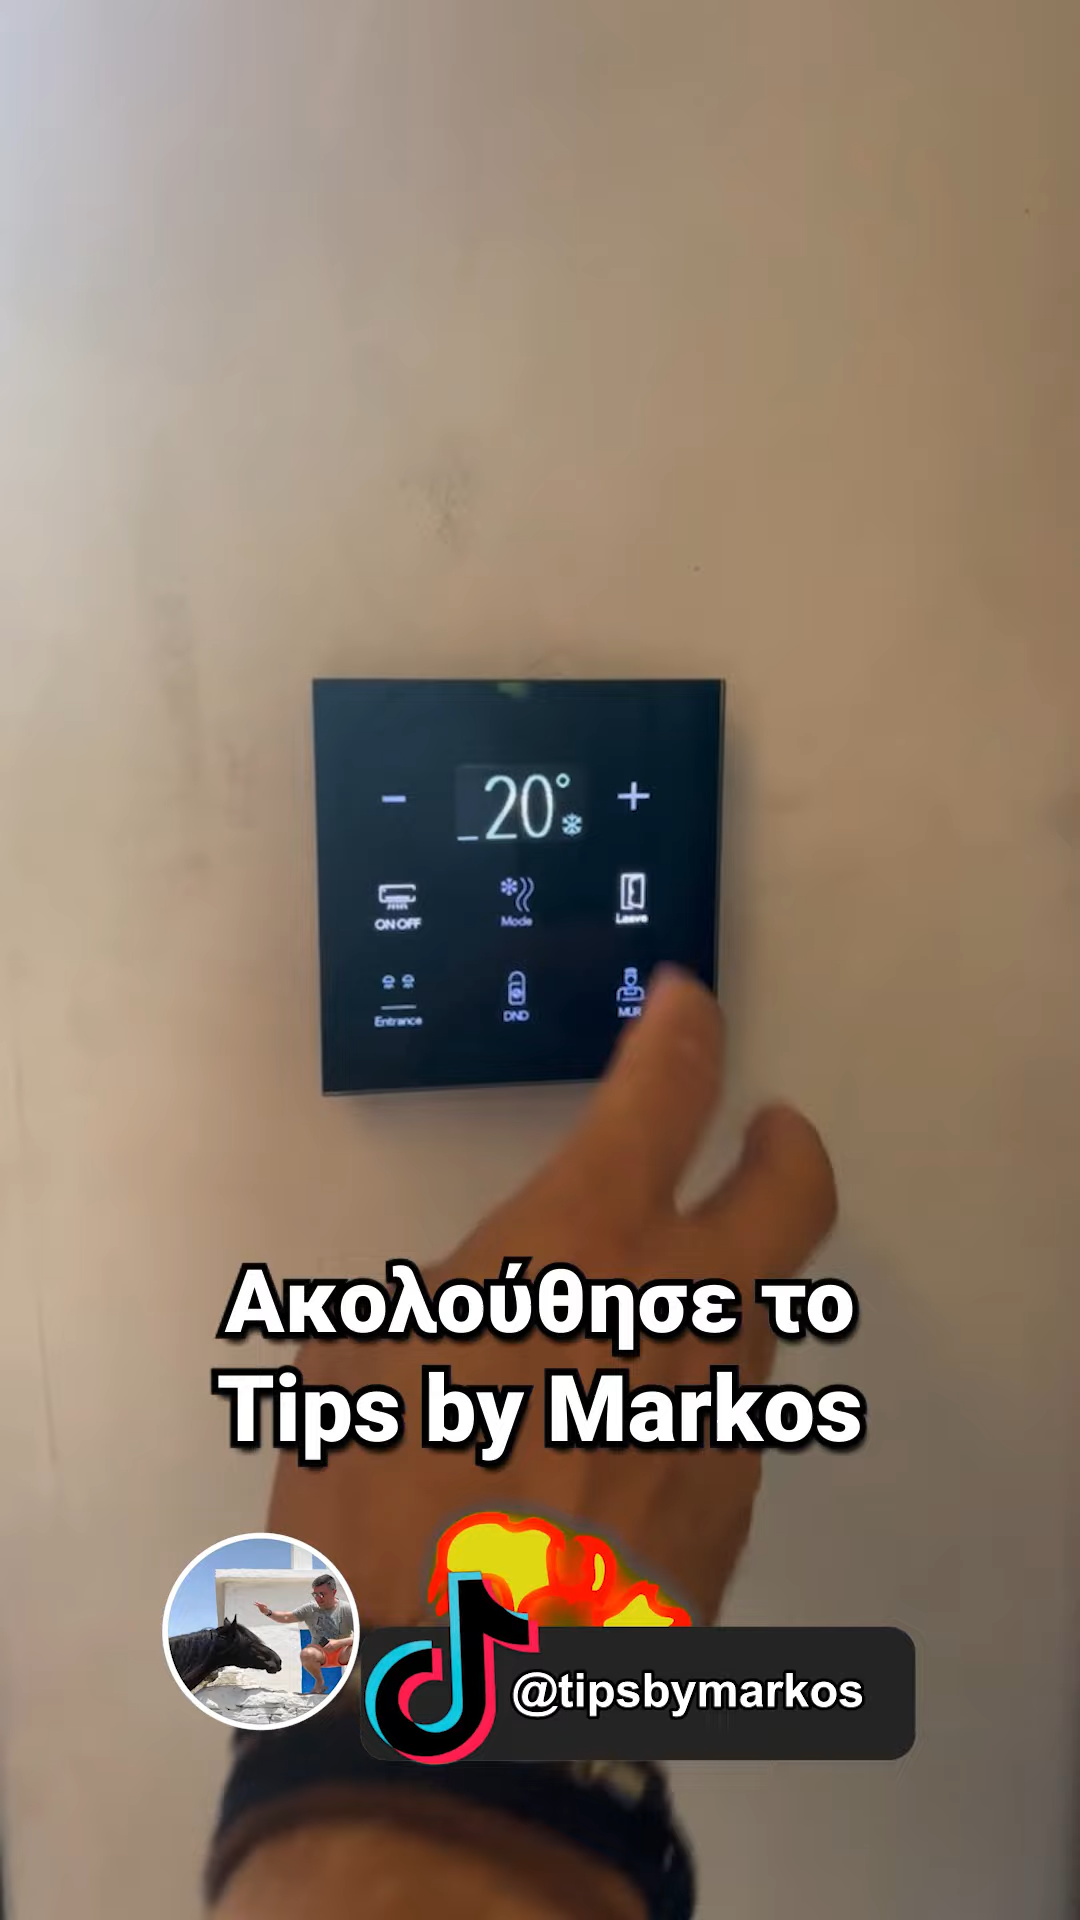 - 20° +
ON OFF Mode Leave
Entrance DND MUR
Ακολούθησε το
Tips by Markos
@tipsbymarkos